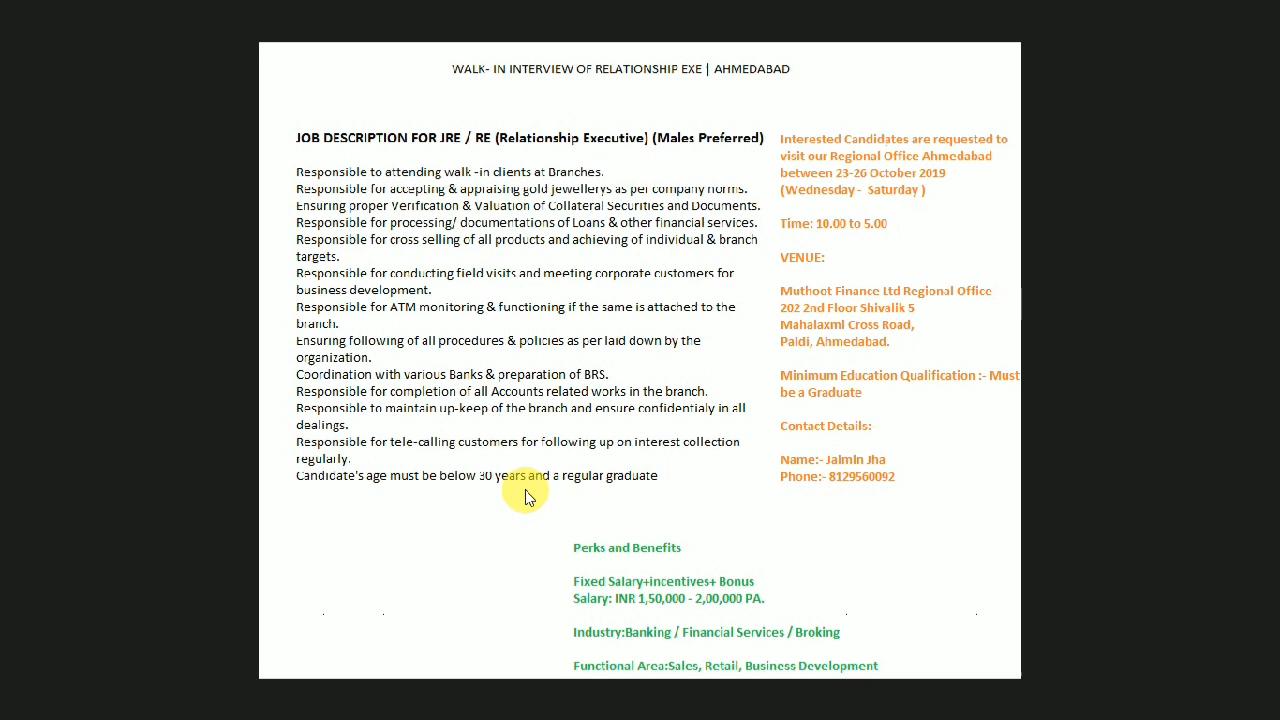 WALK- IN INTERVIEW OF RELATIONSHIP EXE | AHMEDABAD
JOB DESCRIPTION FOR JRE / RE (Relationship Executive) (Males Preferred)
Responsible to attending walk -in clients at Branches.
Responsible for accepting & appraising gold jewellerys as per company norms.
Ensuring proper Verification & Valuation of Collateral Securities and Documents.
Responsible for processing/ documentations of Loans & other financial services.
Responsible for cross selling of all products and achieving of individual & branch
targets.
Responsible for conducting field visits and meeting corporate customers for
business development.
Responsible for ATM monitoring & functioning if the same is attached to the
branch.
Ensuring following of all procedures & policies as per laid down by the
organization.
Coordination with various Banks & preparation of BRS.
Responsible for completion of all Accounts related works in the branch.
Responsible to maintain up-keep of the branch and ensure confidentialy in all
dealings.
Responsible for tele-calling customers for following up on interest collection
regularly.
Candidate's age must be below 30 years and a regular graduate
Interested Candidates are requested to
visit our Regional Office Ahmedabad
between 23-26 October 2019
(Wednesday - Saturday )
Time: 10.00 to 5.00
VENUE:
Muthoot Finance Ltd Regional Office
202 2nd Floor Shivalik 5
Mahalaxmi Cross Road,
Paldi, Ahmedabad.
Minimum Education Qualification :- Must
be a Graduate
Contact Details:
Name:- Jaimin Jha
Phone:- 8129560092
Perks and Benefits
Fixed Salary+incentives+ Bonus
Salary: INR 1,50,000 - 2,00,000 PA.
Industry:Banking / Financial Services / Broking
Functional Area:Sales, Retail, Business Development